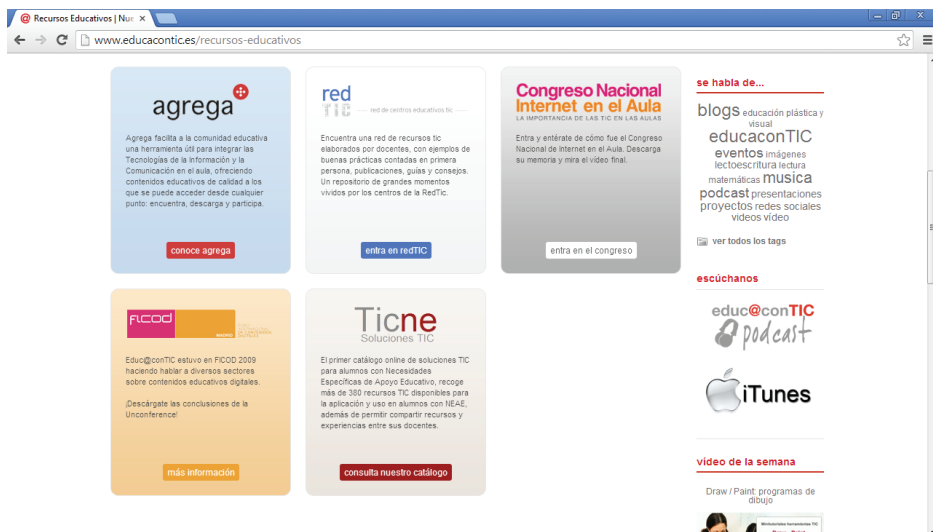 Recursos Educativos | Nue
www.educacontic.es/recursos-educativos
agrega
Agrega facilita a la comunidad educativa
una herramienta útil para integrar las
Tecnologías de la Información y la
Comunicación en el aula, ofreciendo
contenidos educativos de calidad a los
que se puede acceder desde cualquier
punto: encuentra, descarga y participa.
conoce agrega
red
TIC
red de centros educativos tic
Encuentra una red de recursos tic
elaborados por docentes, con ejemplos de
buenas prácticas contadas en primera
persona, publicaciones, guías y consejos.
Un repositorio de grandes momentos
vividos por los centros de la RedTic.
entra en redTIC
Congreso Nacional
Internet en el Aula
LA IMPORTANCIA DE LAS TIC EN LAS AULAS
Entra y entérate de cómo fue el Congreso
Nacional de Internet en el Aula. Descarga
su memoria y mira el vídeo final.
entra en el congreso
FICOD
Educ@conTIC estuvo en FICOD 2009
haciendo hablar a diversos sectores
sobre contenidos educativos digitales.
¡Descárgate las conclusiones de la
Unconference!
más información
Ticne
Soluciones TIC
El primer catálogo online de soluciones TIC
para alumnos con Necesidades
Específicas de Apoyo Educativo, recoge
más de 380 recursos TIC disponibles para
la aplicación y uso en alumnos con NEAE,
además de permitir compartir recursos y
experiencias entre sus docentes.
consulta nuestro catálogo
se habla de...
blogs educación plástica y
visual
educaconTIC
eventos imágenes
lectoescritura lectura
matemáticas musica
podcast presentaciones
proyectos redes sociales
videos vídeo
ver todos los tags
escúchanos
educ@conTIC
podcast
iTunes
vídeo de la semana
Draw / Paint: programas de
dibujo